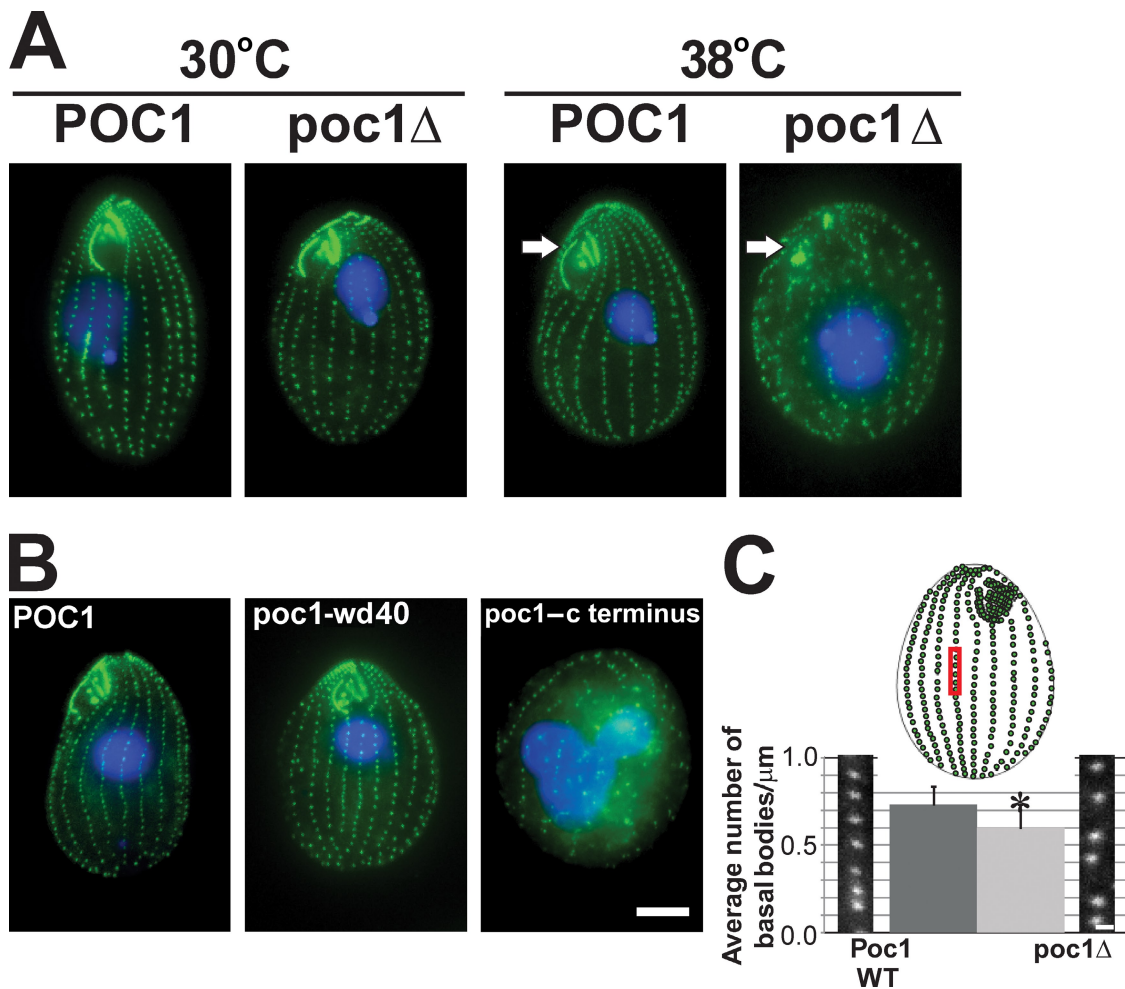 A
30°C
38°C
POC1
poc1Δ
POC1
poc1Δ
B
POC1
poc1-wd40
poc1–c terminus
C
Average number of
basal bodies/μm
1.0
0.5
0.0
*
Poc1
WT
poc1Δ